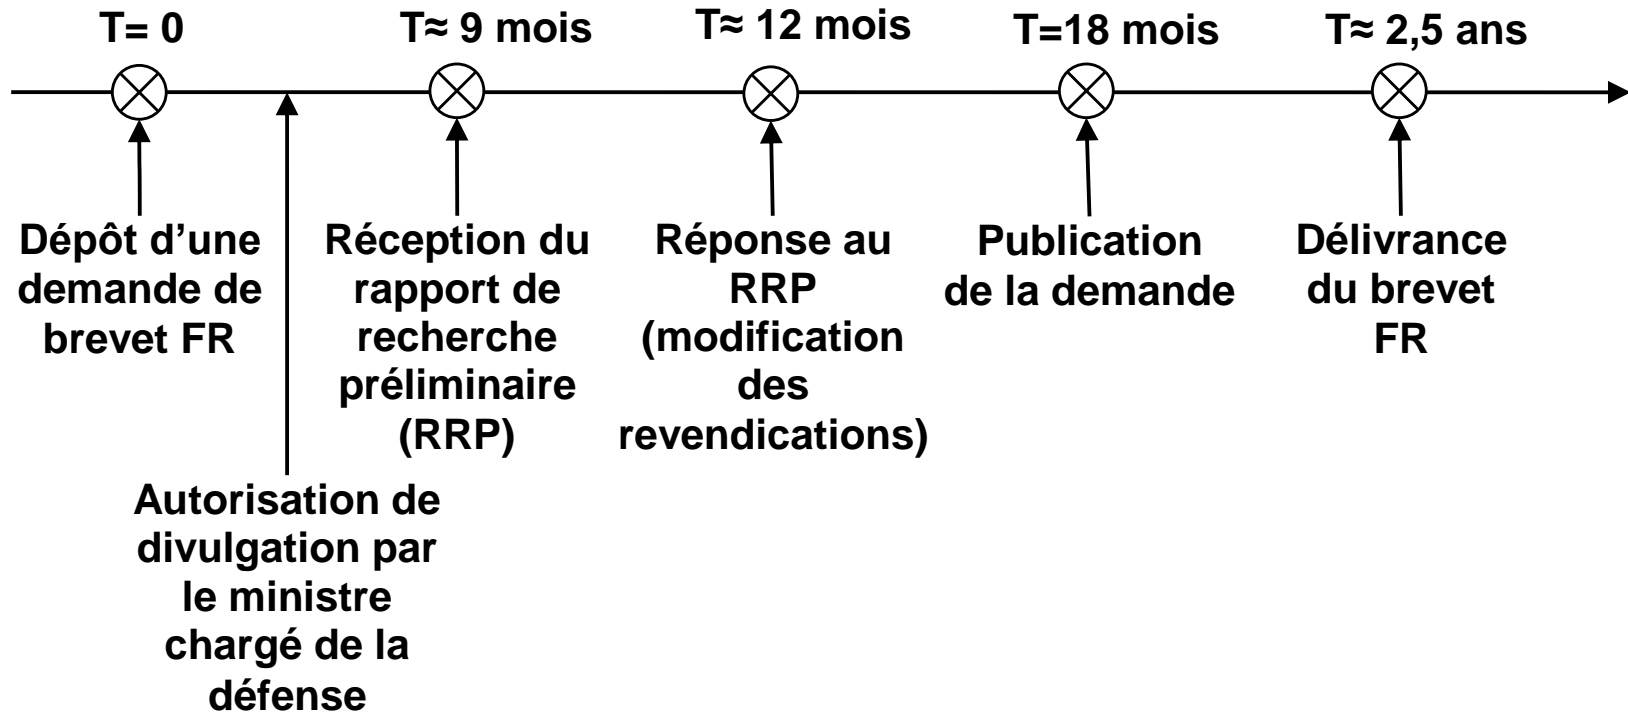 T= 0
T≈ 9 mois
T≈ 12 mois
T=18 mois
T≈ 2,5 ans
Dépôt d’une
demande de
brevet FR
Réception du
rapport de
recherche
préliminaire
(RRP)
Réponse au
RRP
(modification
des
revendications)
Publication
de la demande
Délivrance
du brevet
FR
Autorisation de
divulgation par
le ministre
chargé de la
défense